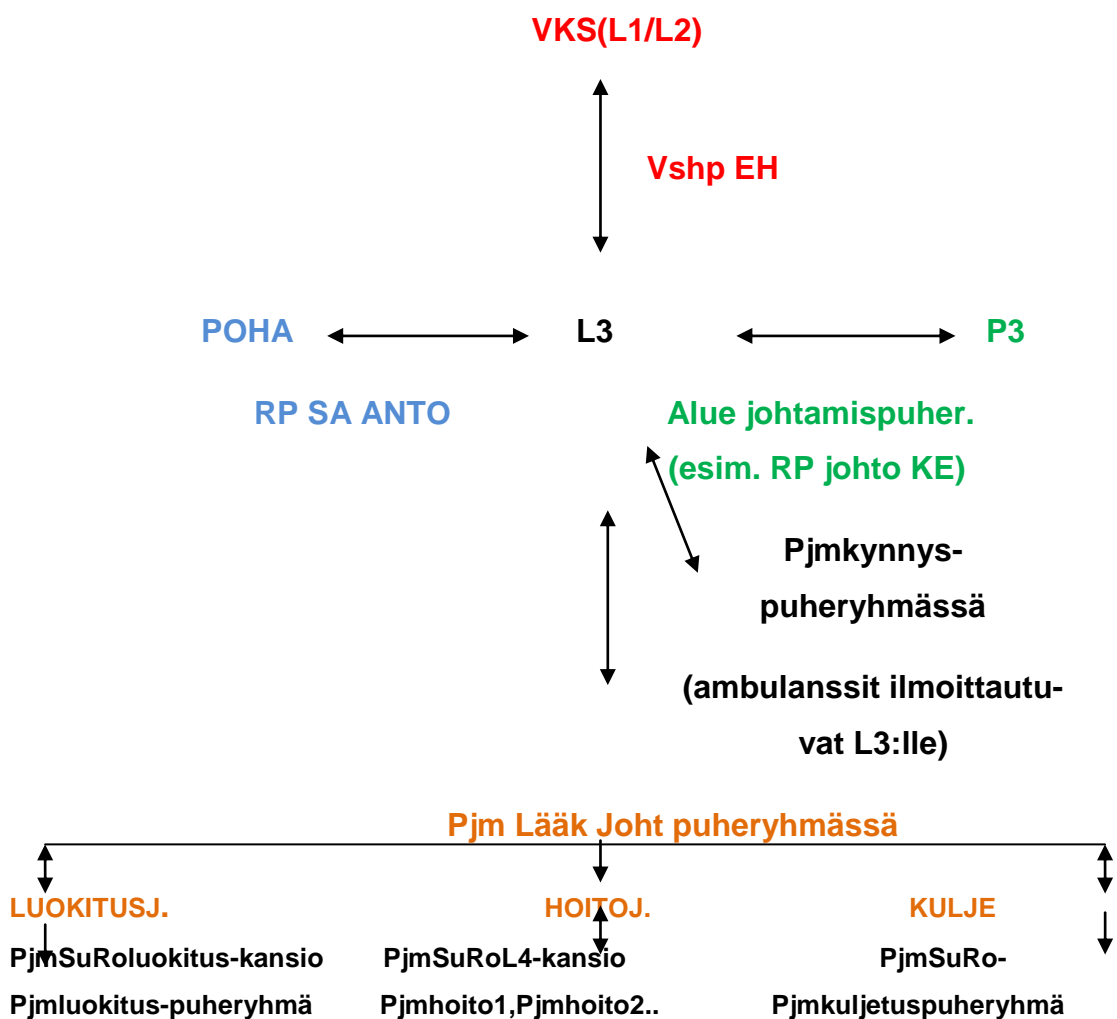 VKS(L1/L2)
Vshp EH
POHA L3 P3
RP SA ANTO Alue johtamispuher.
(esim. RP johto KE)
Pjmkynnys-
puheryhmässä
(ambulanssit ilmoittautu-
vat L3:lle)
Pjm Lääk Joht puheryhmässä
LUOKITUSJ. HOITOJ. KULJE
PjmSuRoluokitus-kansio PjmSuRoL4-kansio PjmSuRo-
Pjmluokitus-puheryhmä Pjmhoito1,Pjmhoito2.. Pjmkuljetuspuheryhmä